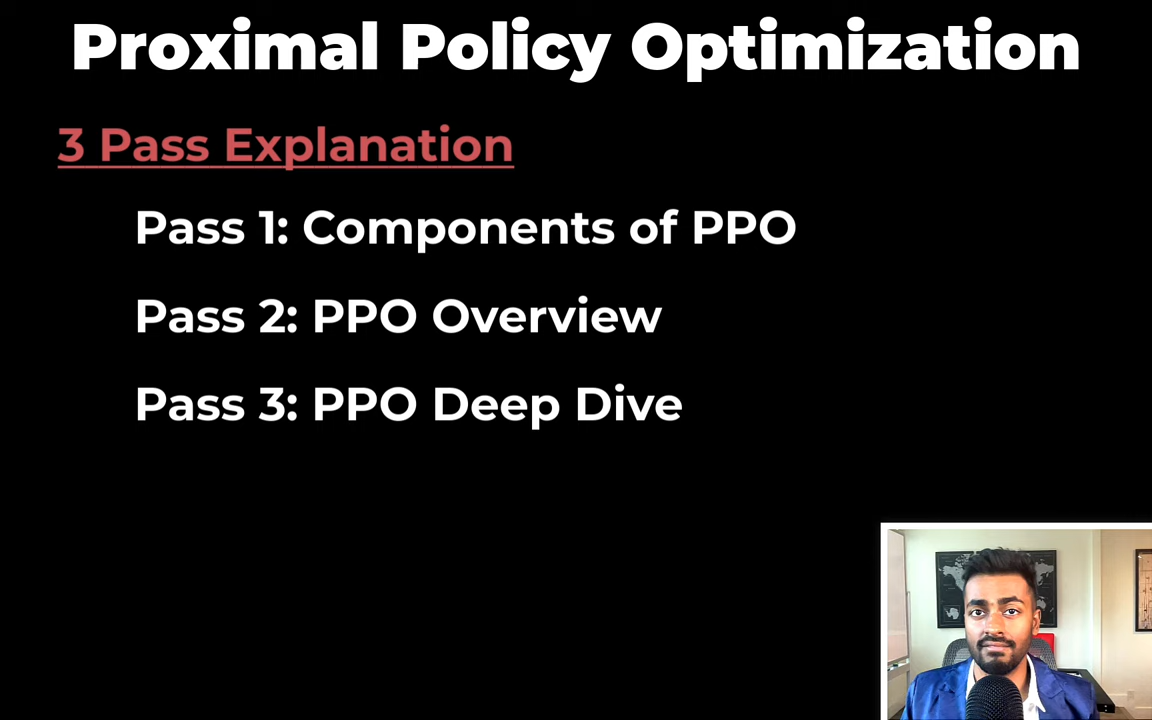 Proximal Policy Optimization
3 Pass Explanation
Pass 1: Components of PPO
Pass 2: PPO Overview
Pass 3: PPO Deep Dive